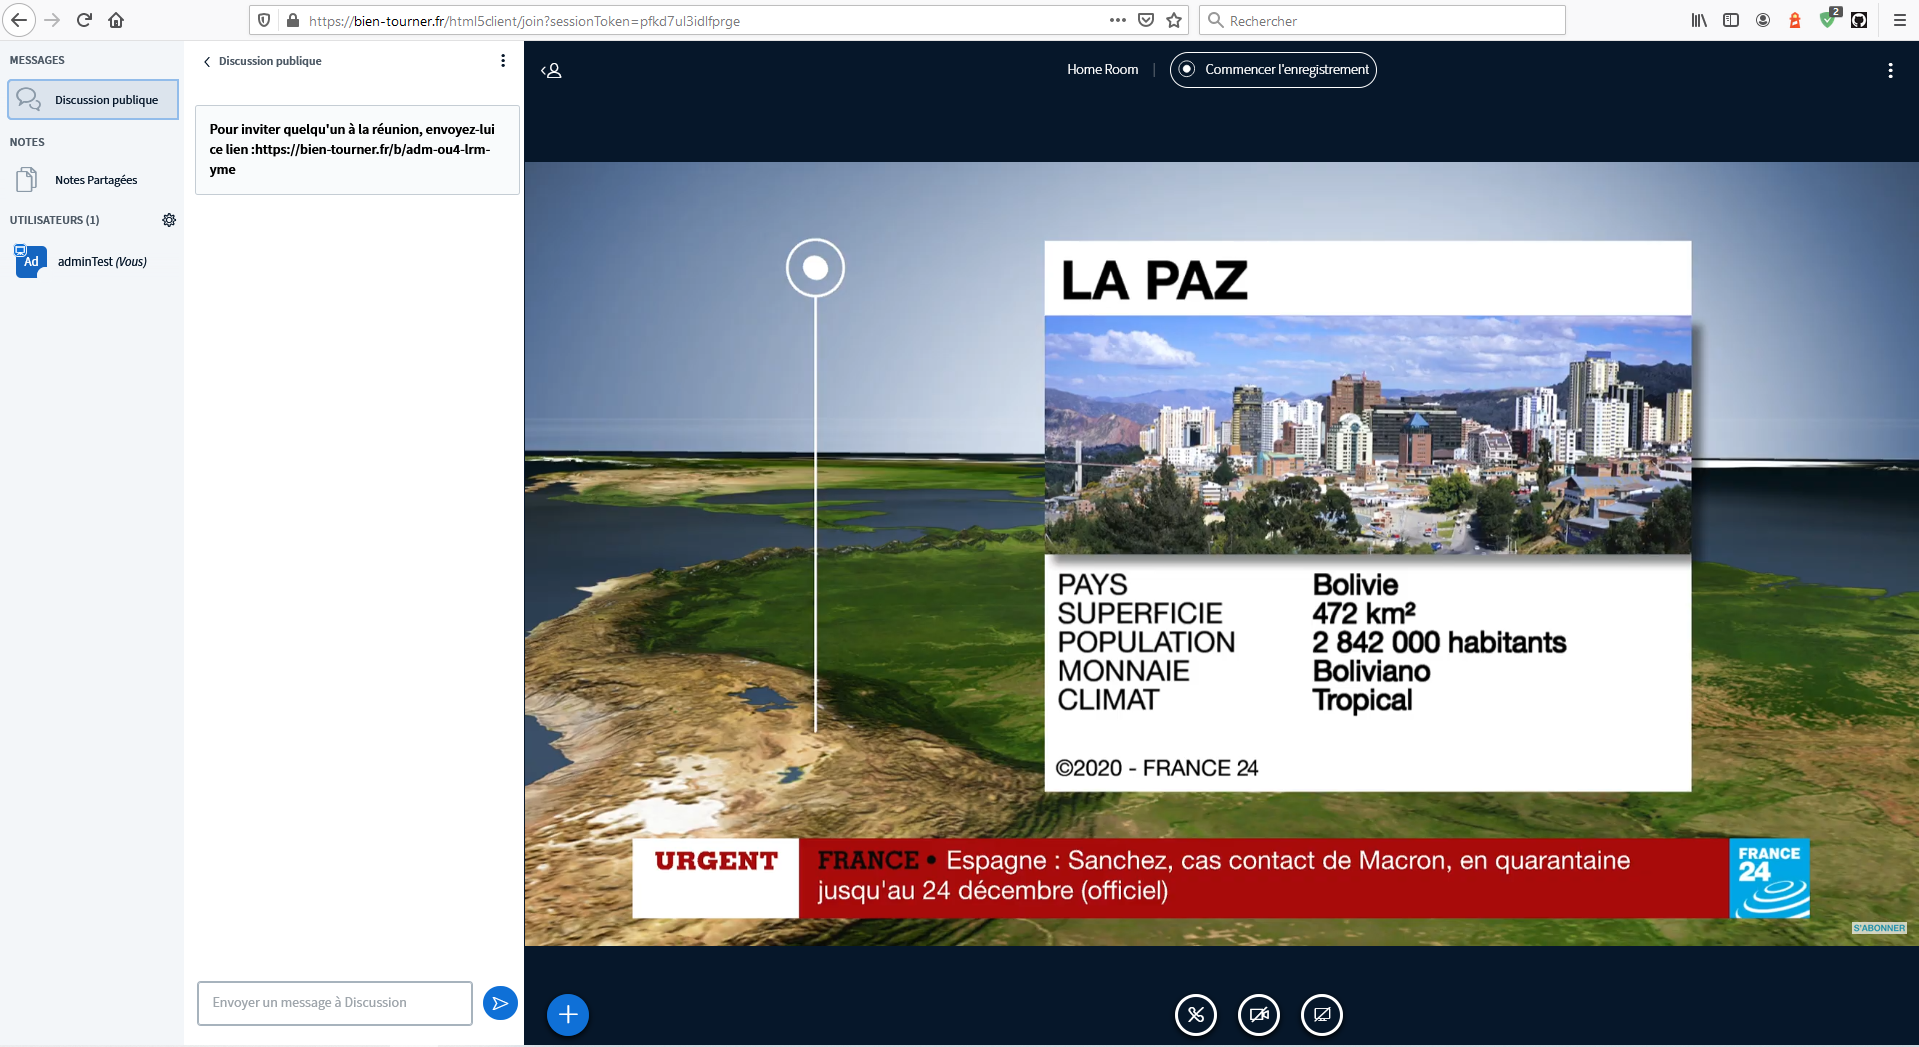 https://bien-tourner.fr/html5client/join?sessionToken=pfkd7ul3idlfprge
Rechercher
2
MESSAGES
Discussion publique
NOTES
Notes Partagées
UTILISATEURS (1)
Ad
adminTest (Vous)
Discussion publique
Pour inviter quelqu'un à la réunion, envoyez-lui
ce lien :https://bien-tourner.fr/b/adm-ou4-lrm-
yme
Envoyer un message à Discussion
Home Room
Commencer l'enregistrement
LA PAZ
PAYS Bolivie
SUPERFICIE 472 km²
POPULATION 2 842 000 habitants
MONNAIE Boliviano
CLIMAT Tropical
©2020 - FRANCE 24
URGENT
FRANCE • Espagne : Sanchez, cas contact de Macron, en quarantaine
jusqu'au 24 décembre (officiel)
FRANCE
24
S'ABONNER